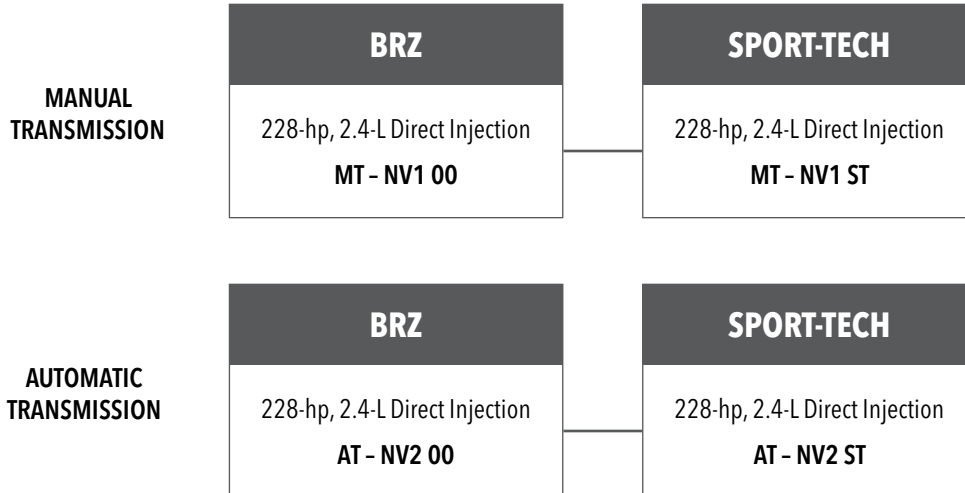 MANUAL
TRANSMISSION
BRZ
228-hp, 2.4-L Direct Injection
MT – NV1 00
SPORT-TECH
228-hp, 2.4-L Direct Injection
MT – NV1 ST
AUTOMATIC
TRANSMISSION
BRZ
228-hp, 2.4-L Direct Injection
AT – NV2 00
SPORT-TECH
228-hp, 2.4-L Direct Injection
AT – NV2 ST